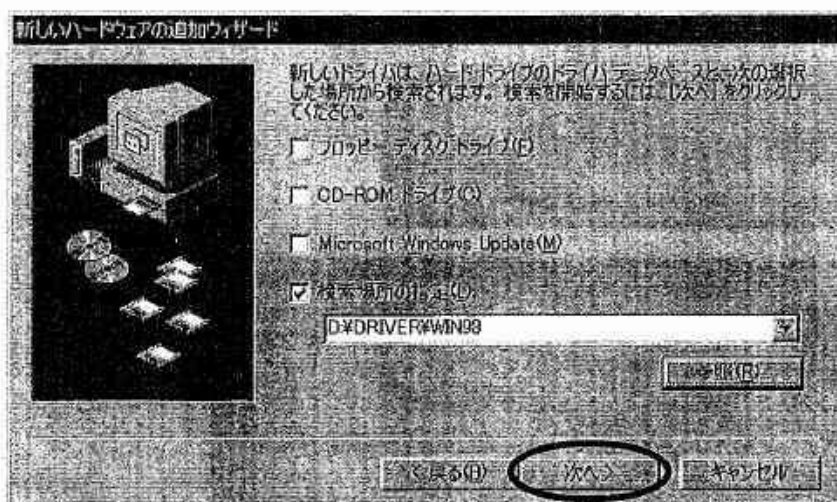 新しいハードウェアの追加ウィザード
新しいドライバは、ハード ドライブのドライバ データベースと、次の選択
した場所から検索されます。検索を開始するには、[次へ] をクリックし
てください。
フロッピー ディスク ドライブ(F)
CD-ROM ドライブ(C)
Microsoft Windows Update(M)
検索場所の指定(L)
D:¥DRIVER¥WIN98
参照(R)...
< 戻る(B)
次へ >
キャンセル